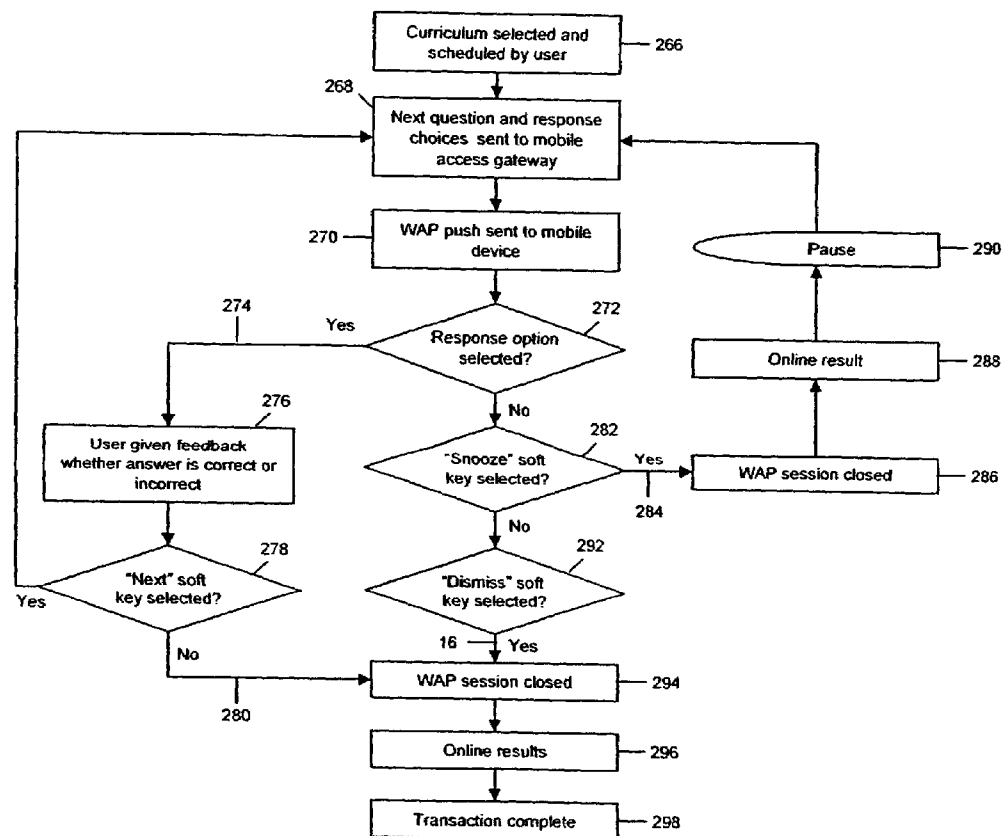 Curriculum selected and
scheduled by user
266
268
Next question and response
choices sent to mobile
access gateway
270
WAP push sent to mobile
device
Pause
290
274
Yes
272
Response option
selected?
Online result
288
No
276
User given feedback
whether answer is correct or
incorrect
282
"Snooze" soft
key selected?
Yes
284
WAP session closed
286
No
278
"Next" soft
key selected?
Yes
292
"Dismiss" soft
key selected?
16
Yes
No
280
WAP session closed
294
Online results
296
Transaction complete
298